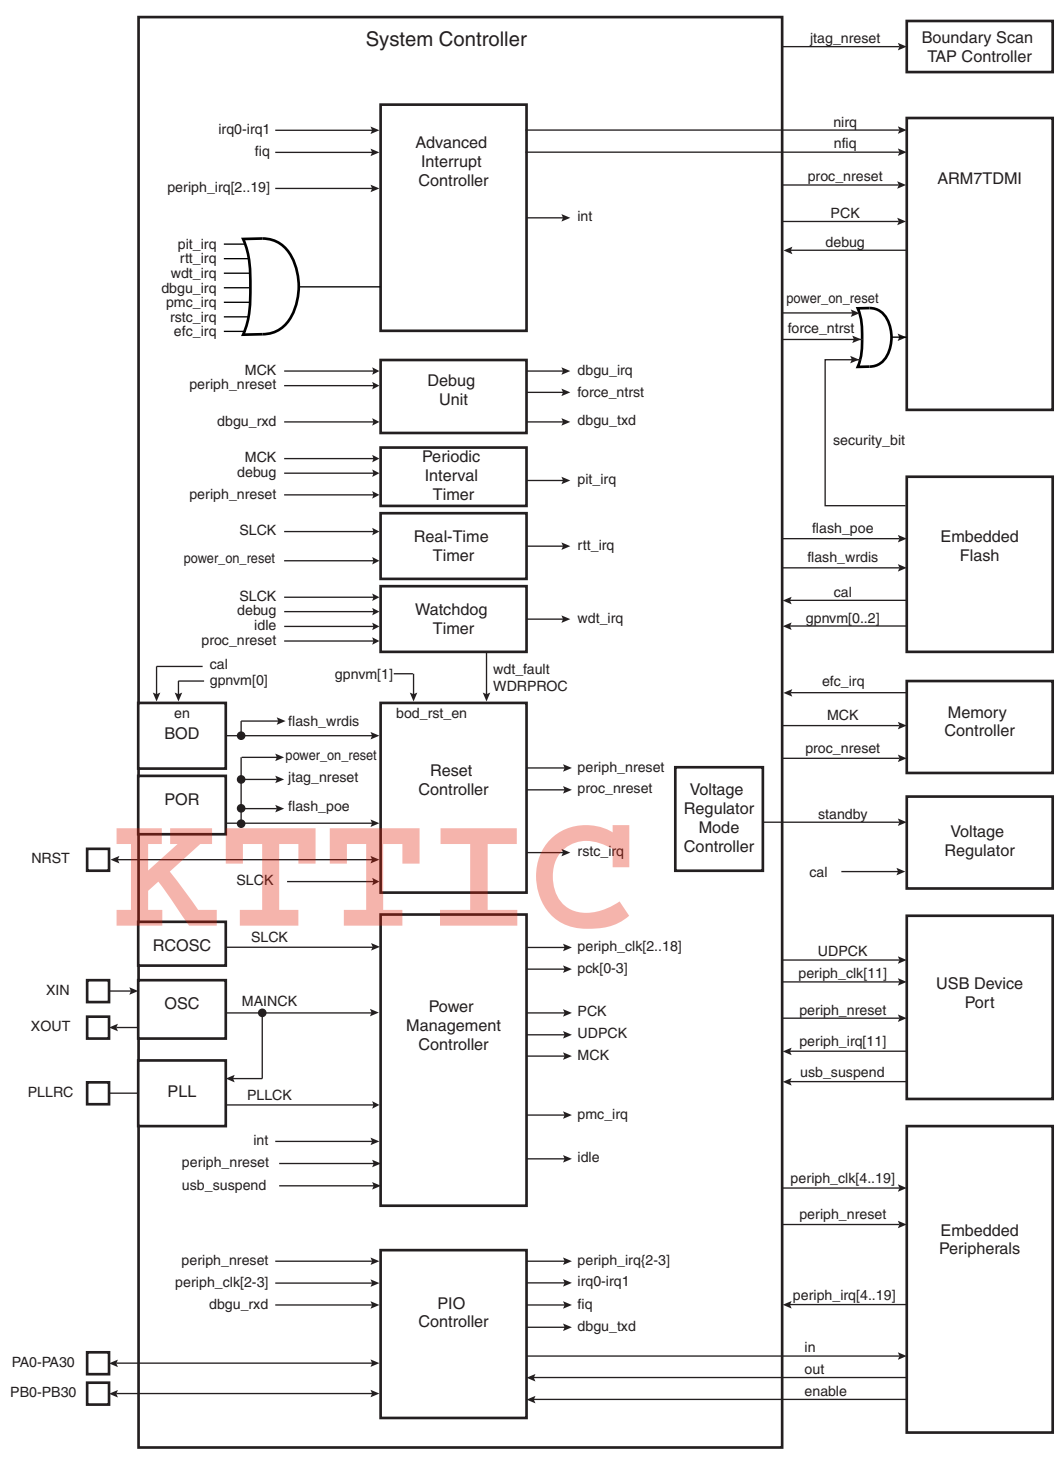 System Controller
jtag_nreset
Boundary Scan
TAP Controller
irq0-irq1
fiq
periph_irq[2..19]
Advanced
Interrupt
Controller
int
nirq
nfiq
proc_nreset
PCK
debug
ARM7TDMI
pit_irq
rtt_irq
wdt_irq
dbgu_irq
pmc_irq
rstc_irq
efc_irq
power_on_reset
force_ntrst
security_bit
MCK
periph_nreset
dbgu_rxd
Debug
Unit
dbgu_irq
force_ntrst
dbgu_txd
MCK
debug
periph_nreset
Periodic
Interval
Timer
pit_irq
SLCK
power_on_reset
Real-Time
Timer
rtt_irq
flash_poe
flash_wrdis
cal
gpnvm[0..2]
Embedded
Flash
SLCK
debug
idle
proc_nreset
Watchdog
Timer
wdt_irq
cal
gpnvm[0]
gpnvm[1]
wdt_fault
WDRPROC
en
BOD
flash_wrdis
power_on_reset
jtag_nreset
flash_poe
POR
bod_rst_en
Reset
Controller
periph_nreset
proc_nreset
rstc_irq
NRST
SLCK
efc_irq
MCK
proc_nreset
Memory
Controller
Voltage
Regulator
Mode
Controller
standby
cal
Voltage
Regulator
KTTIC
RCOSC
SLCK
XIN
XOUT
OSC
MAINCK
PLLRC
PLL
PLLCK
int
periph_nreset
usb_suspend
Power
Management
Controller
periph_clk[2..18]
pck[0-3]
PCK
UDPCK
MCK
pmc_irq
idle
UDPCK
periph_clk[11]
periph_nreset
periph_irq[11]
usb_suspend
USB Device
Port
periph_nreset
periph_clk[2-3]
dbgu_rxd
PA0-PA30
PB0-PB30
PIO
Controller
periph_irq{2-3]
irq0-irq1
fiq
dbgu_txd
periph_clk[4..19]
periph_nreset
periph_irq[4..19]
in
out
enable
Embedded
Peripherals